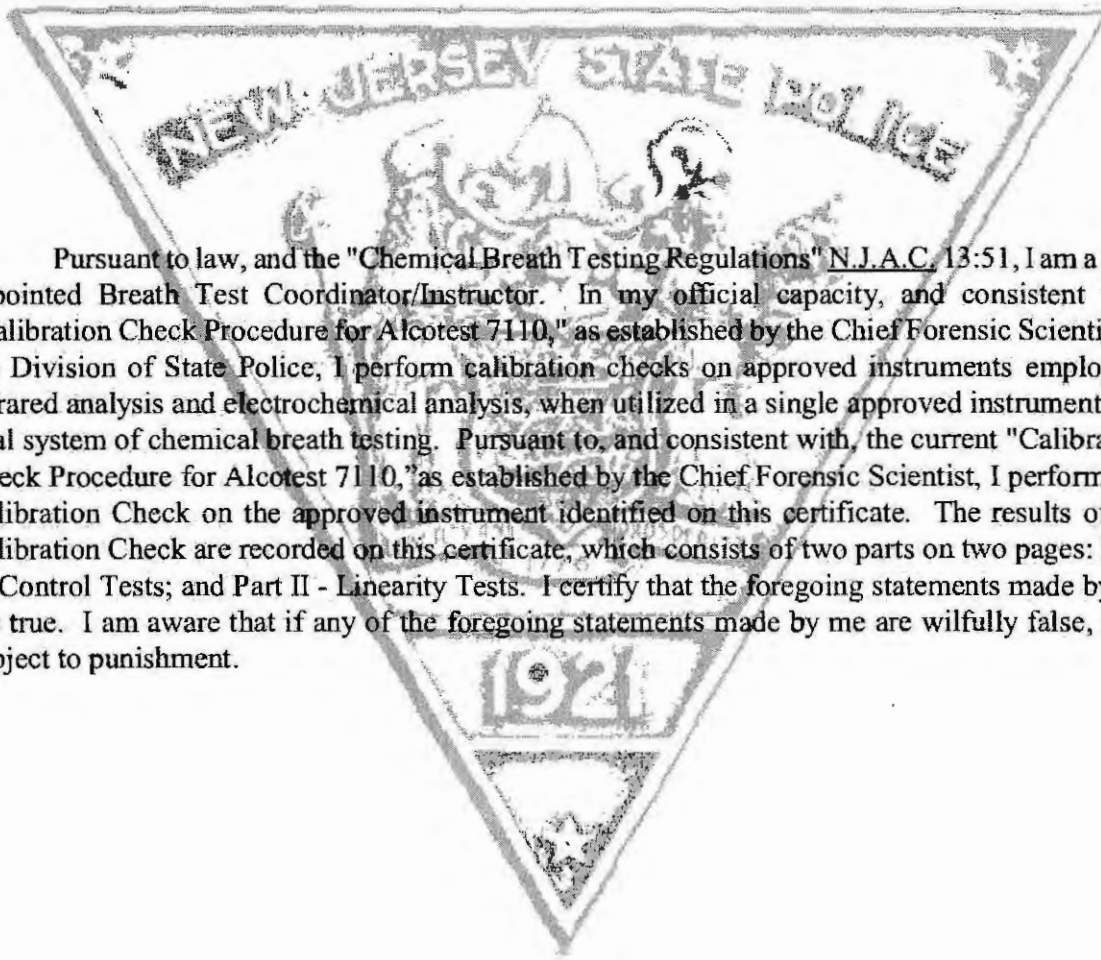 NEW JERSEY STATE POLICE
Pursuant to law, and the "Chemical Breath Testing Regulations" N.J.A.C. 13:51, I am a
pointed Breath Test Coordinator/Instructor. In my official capacity, and consistent
alibration Check Procedure for Alcotest 7110," as established by the Chief Forensic Scienti
Division of State Police, I perform calibration checks on approved instruments emplo
rared analysis and electrochemical analysis, when utilized in a single approved instrument
al system of chemical breath testing. Pursuant to, and consistent with, the current "Calibra
eck Procedure for Alcotest 7110,"as established by the Chief Forensic Scientist, I perform
libration Check on the approved instrument identified on this certificate. The results o
libration Check are recorded on this certificate, which consists of two parts on two pages:
Control Tests; and Part II - Linearity Tests. I certify that the foregoing statements made by
true. I am aware that if any of the foregoing statements made by me are wilfully false,
bject to punishment.
1921